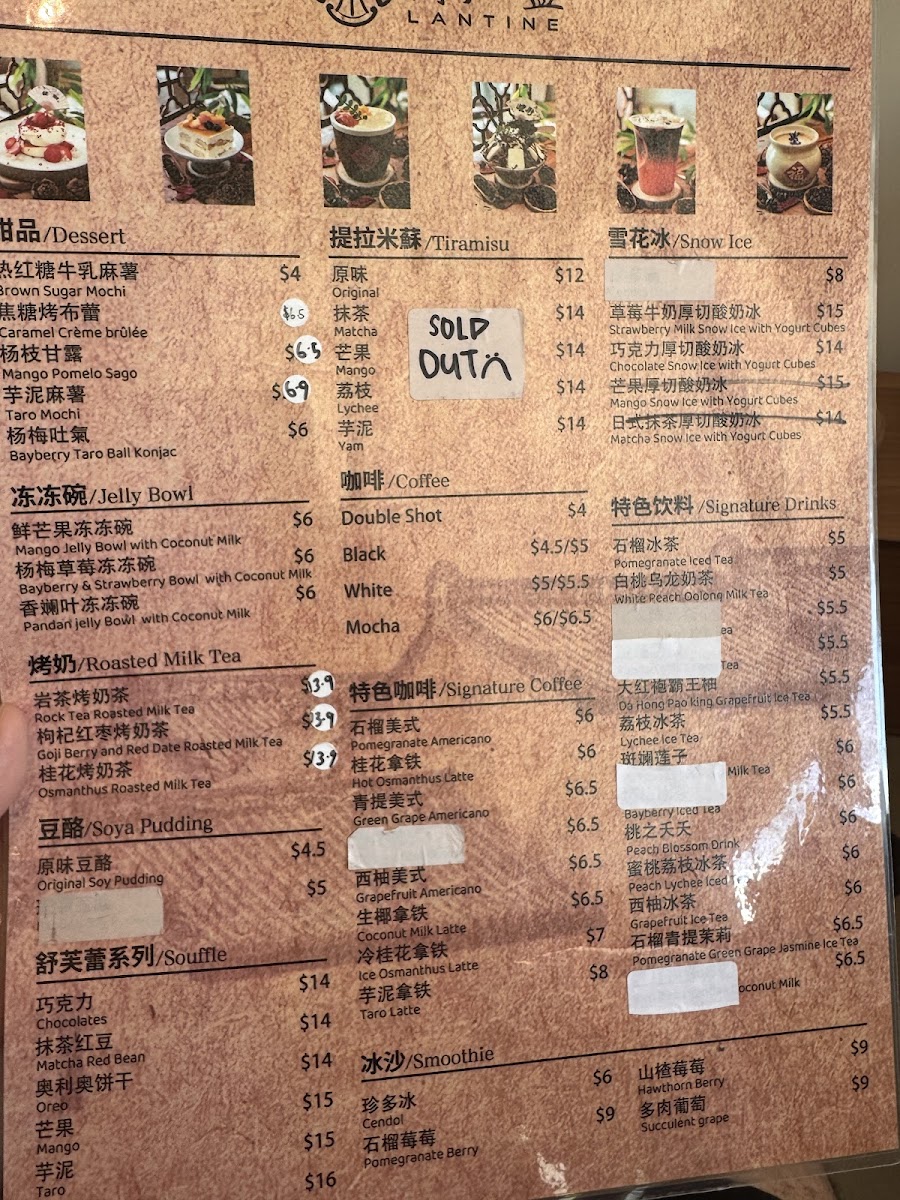 LANTINE
甜品/Dessert
热红糖牛乳麻薯 $4
Brown Sugar Mochi
焦糖烤布蕾 $6.5
Caramel Crème brûlée
杨枝甘露 $6.5
Mango Pomelo Sago
芋泥麻薯 $6.9
Taro Mochi
杨梅吐氣 $6
Bayberry Taro Ball Konjac
冻冻碗/Jelly Bowl
鲜芒果冻冻碗 $6
Mango Jelly Bowl with Coconut Milk
杨梅草莓冻冻碗 $6
Bayberry & Strawberry Bowl with Coconut Milk
香斓叶冻冻碗 $6
Pandan jelly Bowl with Coconut Milk
烤奶/Roasted Milk Tea
岩茶烤奶茶 $13.9
Rock Tea Roasted Milk Tea
枸杞红枣烤奶茶 $13.9
Goji Berry and Red Date Roasted Milk Tea
桂花烤奶茶 $13.9
Osmanthus Roasted Milk Tea
豆酪/Soya Pudding
原味豆酪 $4.5
Original Soy Pudding
$5
舒芙蕾系列/Souffle
巧克力 $14
Chocolates
抹茶红豆 $14
Matcha Red Bean
奥利奥饼干 $14
Oreo
芒果 $15
Mango
芋泥 $15
Taro
$16
提拉米蘇/Tiramisu
原味 $12
Original
抹茶 $14
Matcha
芒果 $14
Mango
荔枝 $14
Lychee
芋泥 $14
Yam
SOLD
OUT
咖啡/Coffee
Double Shot $4
Black $4.5/$5
White $5/$5.5
Mocha $6/$6.5
特色咖啡/Signature Coffee
石榴美式 $6
Pomegranate Americano
桂花拿铁 $6
Hot Osmanthus Latte
青提美式 $6.5
Green Grape Americano
$6.5
西柚美式 $6.5
Grapefruit Americano
生椰拿铁 $6.5
Coconut Milk Latte
冷桂花拿铁 $7
Ice Osmanthus Latte
芋泥拿铁 $8
Taro Latte
雪花冰/Snow Ice
$8
草莓牛奶厚切酸奶冰 $15
Strawberry Milk Snow Ice with Yogurt Cubes
巧克力厚切酸奶冰 $14
Chocolate Snow Ice with Yogurt Cubes
芒果厚切酸奶冰 $15
Mango Snow Ice with Yogurt Cubes
日式抹茶厚切酸奶冰 $14
Matcha Snow Ice with Yogurt Cubes
特色饮料/Signature Drinks
石榴冰茶 $5
Pomegranate Iced Tea
白桃乌龙奶茶 $5
White Peach Oolong Milk Tea
$5.5
ea
$5.5
Tea
大红袍霸王柚 $5.5
Da Hong Pao king Grapefruit Ice Tea
荔枝冰茶 $5.5
Lychee Ice Tea
斑斓莲子 $6
Milk Tea
$6
Bayberry Iced Tea
桃之夭夭 $6
Peach Blossom Drink
蜜桃荔枝冰茶 $6
Peach Lychee Iced
西柚冰茶 $6
Grapefruit Ice Tea
石榴青提茉莉 $6.5
Pomegranate Green Grape Jasmine Ice Tea
$6.5
oconut Milk
冰沙/Smoothie
珍多冰 $6
Cendol
石榴莓莓 $9
Pomegranate Berry
山楂莓莓 $9
Hawthorn Berry
多肉葡萄 $9
Succulent grape